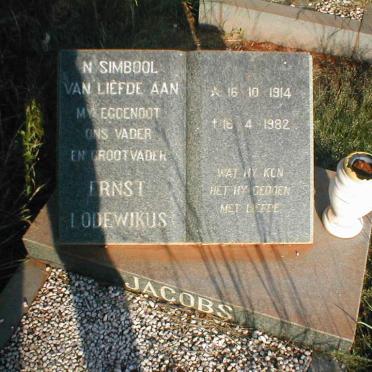 'N SIMBOOL
VAN LIEFDE AAN
MY EGGENOOT
ONS VADER
EN GROOTVADER
ERNST
LODEWIKUS
* 16 · 10 · 1914
† 16 · 4 · 1982
WAT HY KON
HET HY GEDOEN
MET LIEFDE
JACOBS